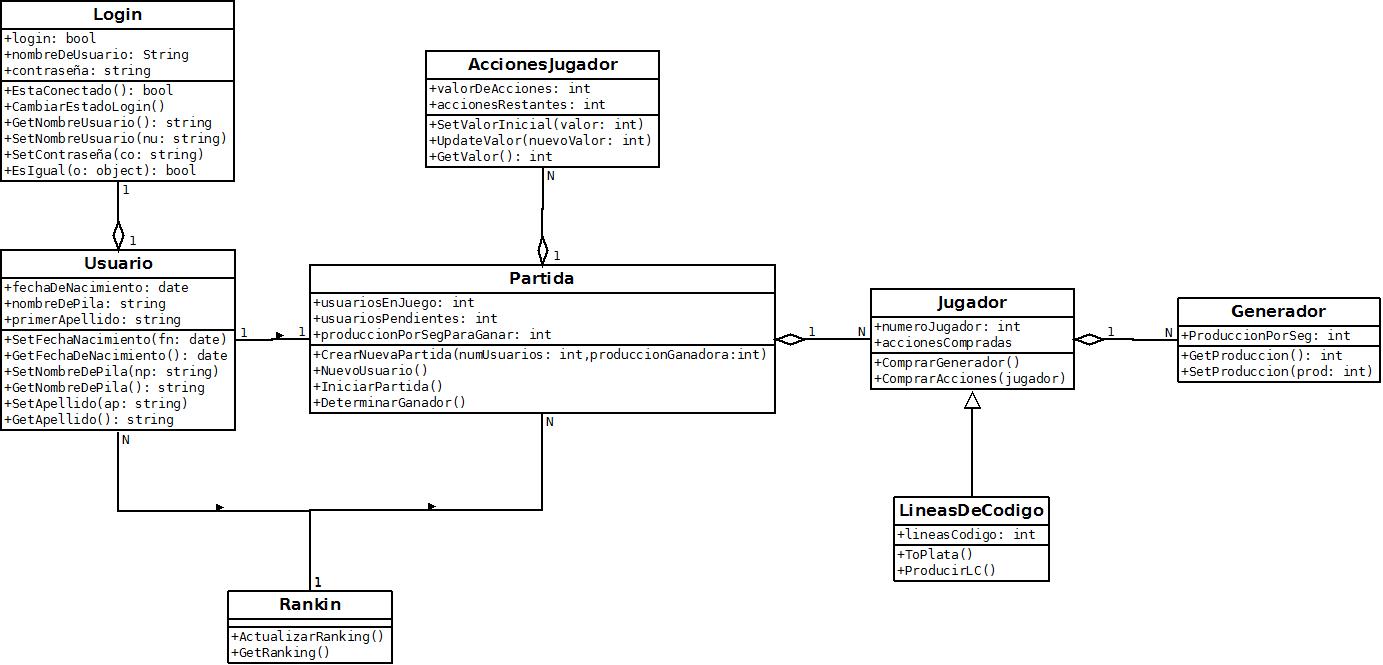 Login
+login: bool
+nombreDeUsuario: String
+contraseña: string
+EstaConectado(): bool
+CambiarEstadoLogin()
+GetNombreUsuario(): string
+SetNombreUsuario(nu: string)
+SetContraseña(co: string)
+EsIgual(o: object): bool
1
1
AccionesJugador
+valorDeAcciones: int
+accionesRestantes: int
+SetValorInicial(valor: int)
+UpdateValor(nuevoValor: int)
+GetValor(): int
N
1
Usuario
+fechaDeNacimiento: date
+nombreDePila: string
+primerApellido: string
+SetFechaNacimiento(fn: date)
+GetFechaDeNacimiento(): date
+SetNombreDePila(np: string)
+GetNombreDePila(): string
+SetApellido(ap: string)
+GetApellido(): string
1
1
N
Partida
+usuariosEnJuego: int
+usuariosPendientes: int
+produccionPorSegParaGanar: int
+CrearNuevaPartida(numUsuarios: int,produccionGanadora:int)
+NuevoUsuario()
+IniciarPartida()
+DeterminarGanador()
1
N
N
Jugador
+numeroJugador: int
+accionesCompradas
+ComprarGenerador()
+ComprarAcciones(jugador)
1
N
Generador
+ProduccionPorSeg: int
+GetProduccion(): int
+SetProduccion(prod: int)
LineasDeCodigo
+lineasCodigo: int
+ToPlata()
+ProducirLC()
1
Rankin
+ActualizarRanking()
+GetRanking()